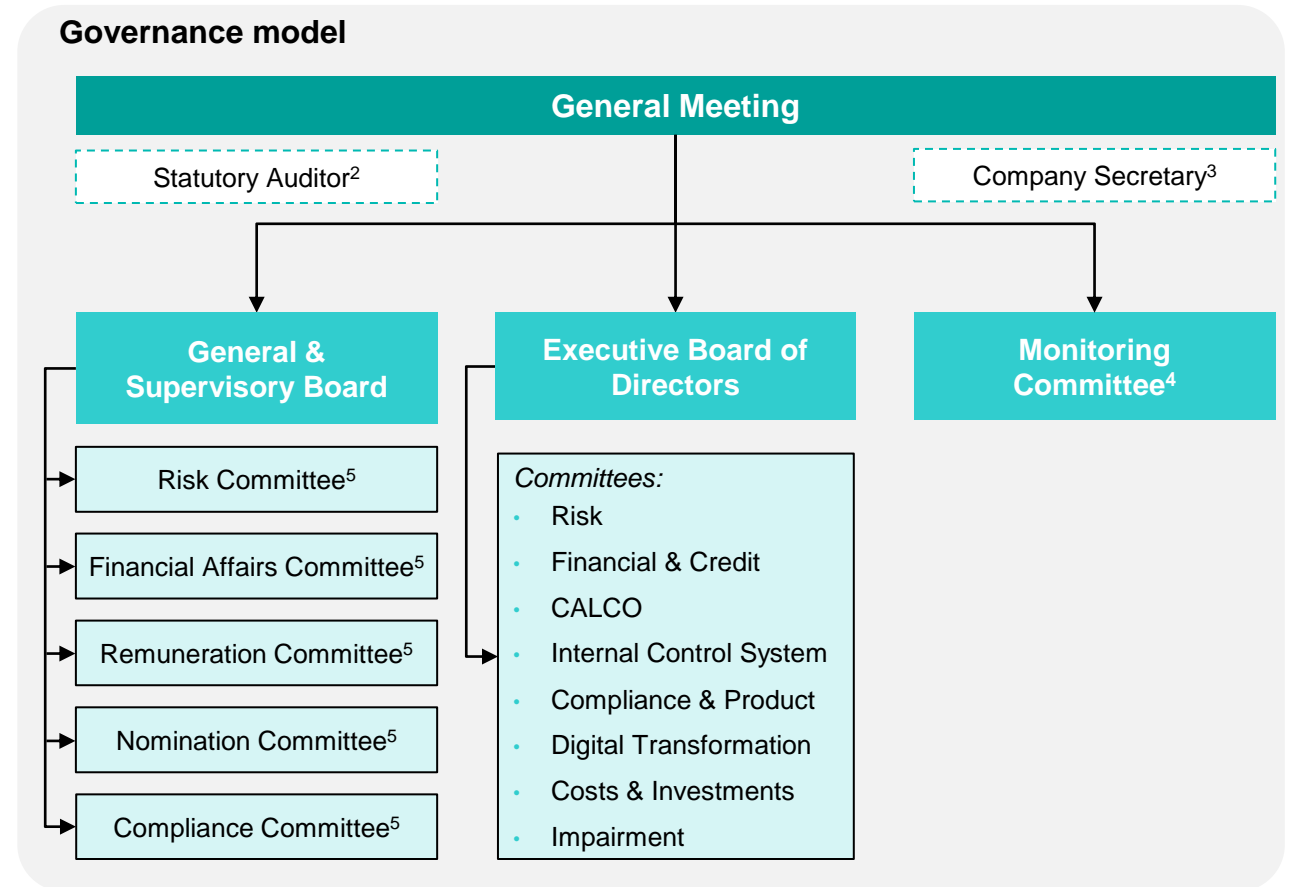 Governance model
General Meeting
Statutory Auditor²
Company Secretary³
General &
Supervisory Board
Executive Board of
Directors
Monitoring
Committee⁴
Risk Committee⁵
Financial Affairs Committee⁵
Remuneration Committee⁵
Nomination Committee⁵
Compliance Committee⁵
Committees:
• Risk
• Financial & Credit
• CALCO
• Internal Control System
• Compliance & Product
• Digital Transformation
• Costs & Investments
• Impairment